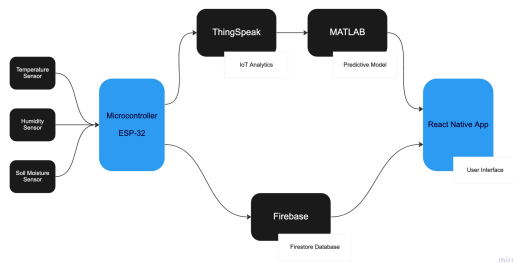 ThingSpeak
IoT Analytics
MATLAB
Predictive Model
Temperature
Sensor
Humidity
Sensor
Soil Moisture
Sensor
Microcontroller
ESP-32
React Native App
User Interface
Firebase
Firestore Database